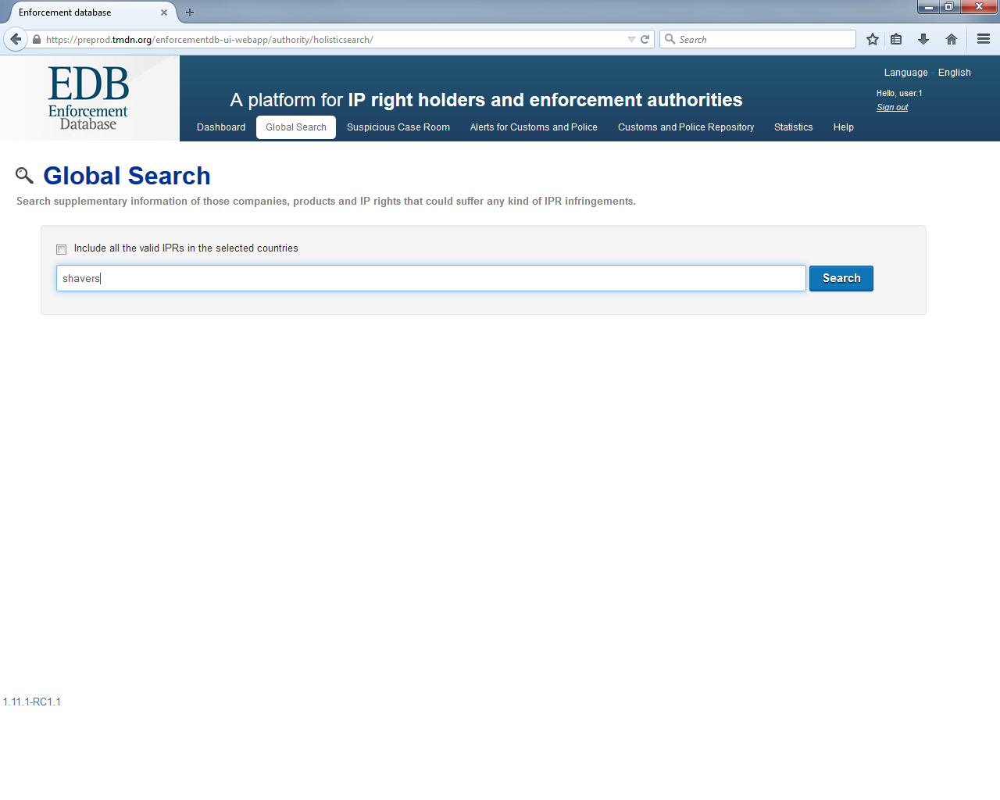 Enforcement database
https://preprod.tmdn.org/enforcementdb-ui-webapp/authority/holisticsearch/
Search
EDB
Enforcement
Database
Language English
Hello, user.1
Sign out
A platform for IP right holders and enforcement authorities
Dashboard Global Search Suspicious Case Room Alerts for Customs and Police Customs and Police Repository Statistics Help
Global Search
Search supplementary information of those companies, products and IP rights that could suffer any kind of IPR infringements.
Include all the valid IPRs in the selected countries
shavers
Search
1.11.1-RC1.1